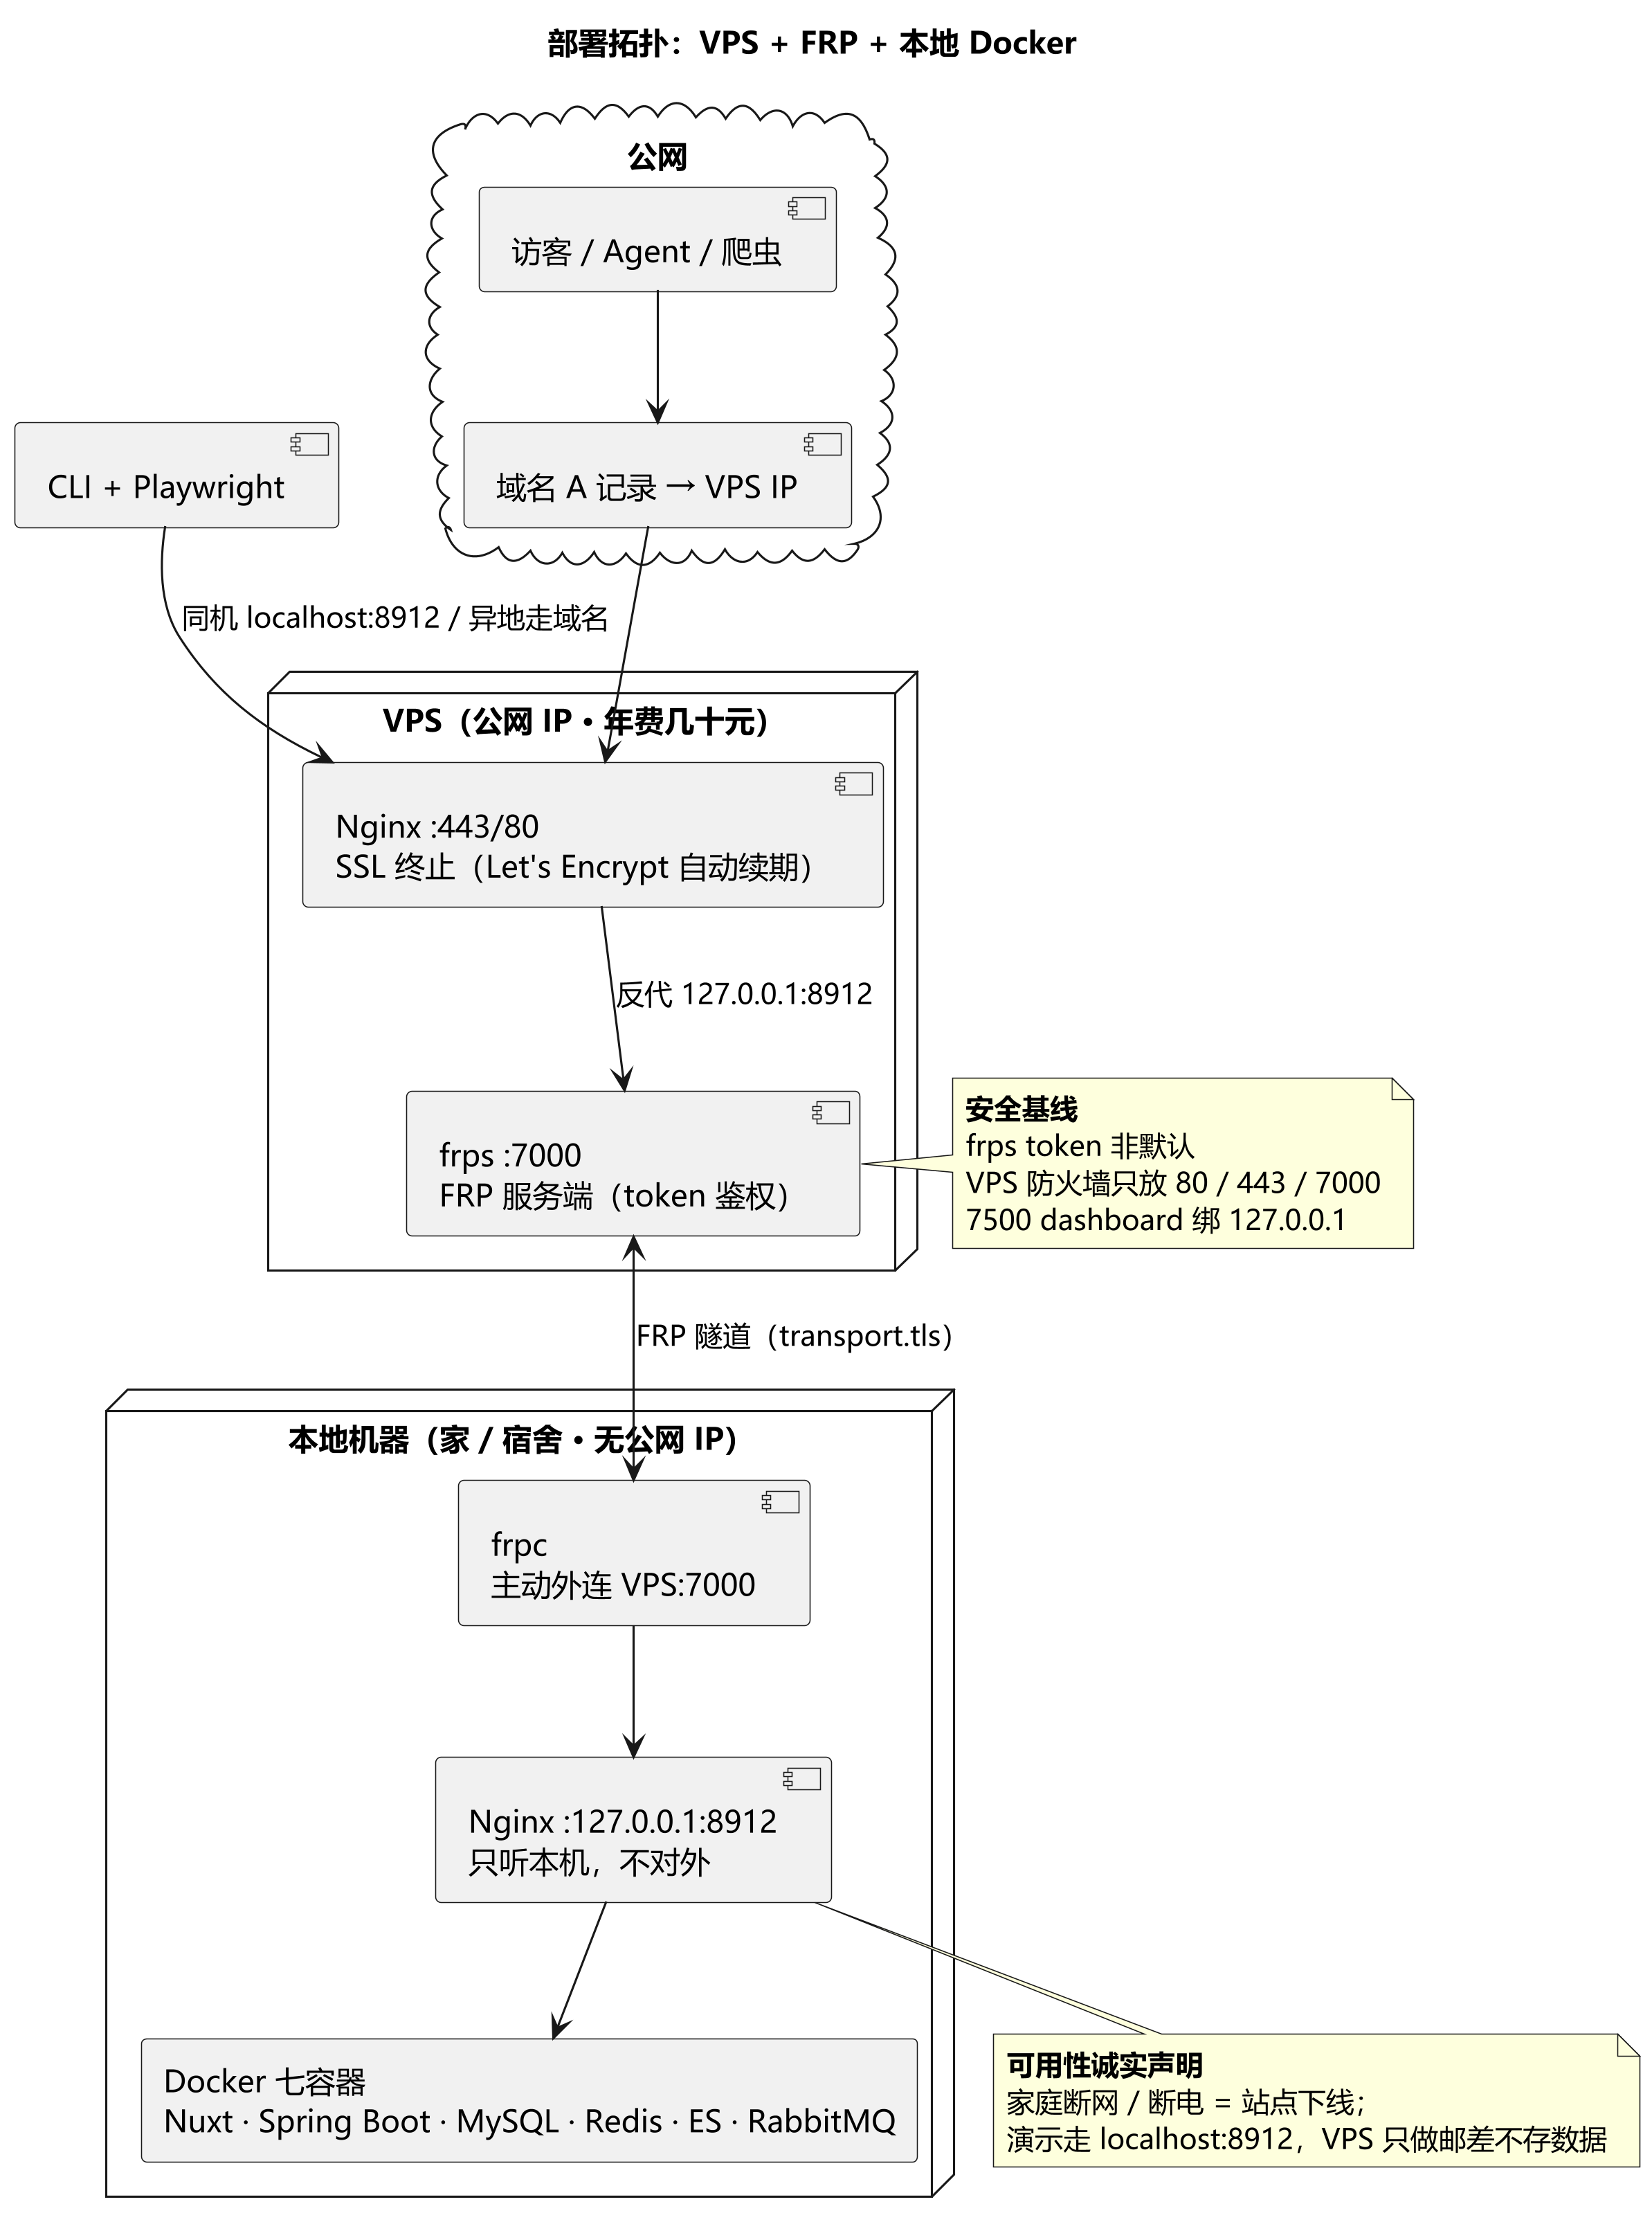 部署拓扑：VPS + FRP + 本地 Docker
公网
访客 / Agent / 爬虫
CLI + Playwright
域名 A 记录 → VPS IP
同机 localhost:8912 / 异地走域名
VPS（公网 IP · 年费几十元）
Nginx :443/80
SSL 终止（Let's Encrypt 自动续期）
反代 127.0.0.1:8912
frps :7000
FRP 服务端（token 鉴权）
安全基线
frps token 非默认
VPS 防火墙只放 80 / 443 / 7000
7500 dashboard 绑 127.0.0.1
FRP 隧道（transport.tls）
本地机器（家 / 宿舍 · 无公网 IP）
frpc
主动外连 VPS:7000
Nginx :127.0.0.1:8912
只听本机，不对外
Docker 七容器
Nuxt · Spring Boot · MySQL · Redis · ES · RabbitMQ
可用性诚实声明
家庭断网 / 断电 = 站点下线；
演示走 localhost:8912，VPS 只做邮差不存数据